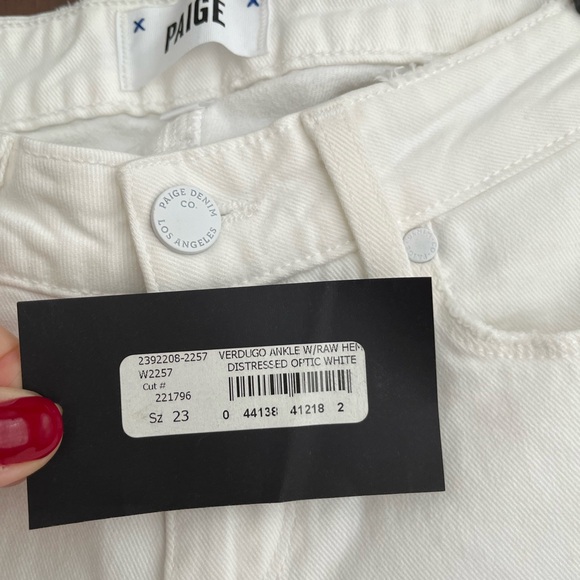 x PAIGE x
PAIGE DENIM
CO.
LOS ANGELES
2392208-2257 VERDUGO ANKLE W/RAW HEM
W2257 DISTRESSED OPTIC WHITE
Cut #
221796
Sz 23 0 44138 41218 2